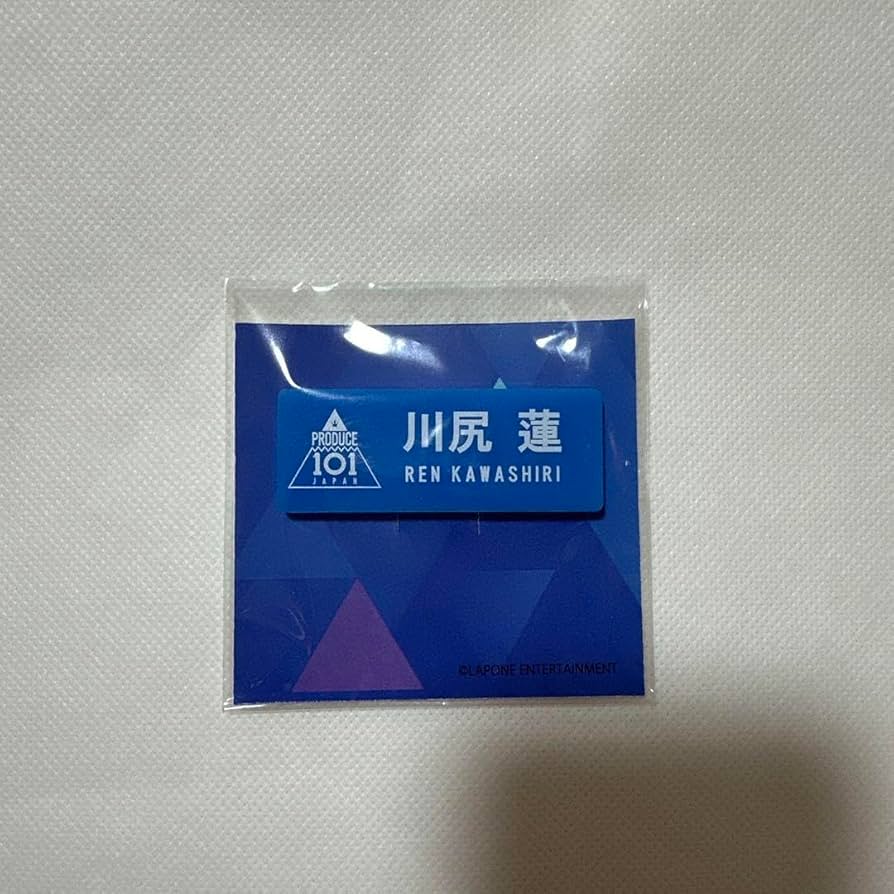 PRODUCE
101
JAPAN
川尻 蓮
REN KAWASHIRI
©LAPONE ENTERTAINMENT